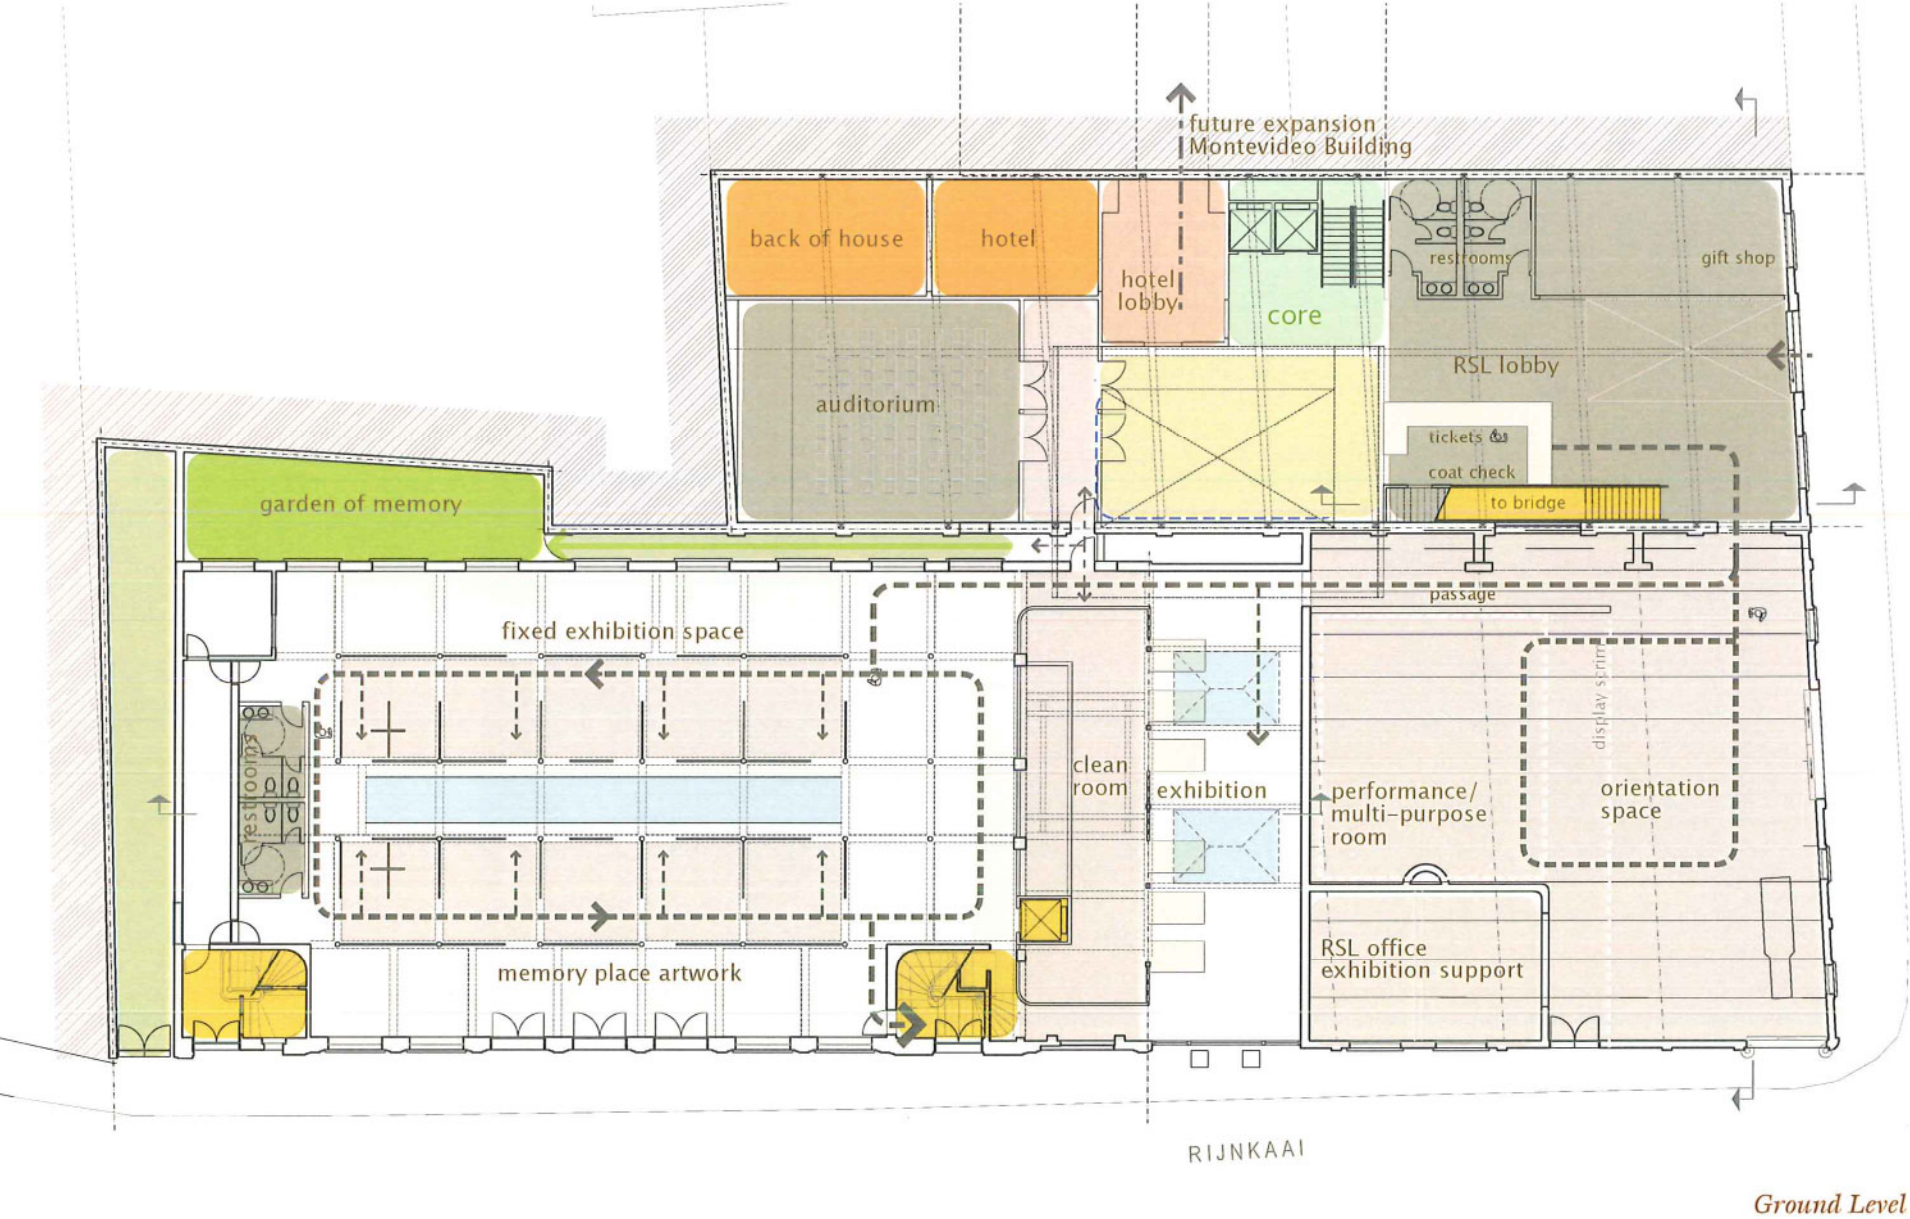 future expansion
Montevideo Building
back of house
hotel
hotel
lobby
core
restrooms
gift shop
RSL lobby
auditorium
tickets
coat check
to bridge
garden of memory
passage
fixed exhibition space
display scrim
restrooms
clean
room
exhibition
performance/
multi-purpose
room
orientation
space
RSL office
exhibition support
memory place artwork
RIJNKAAI
Ground Level